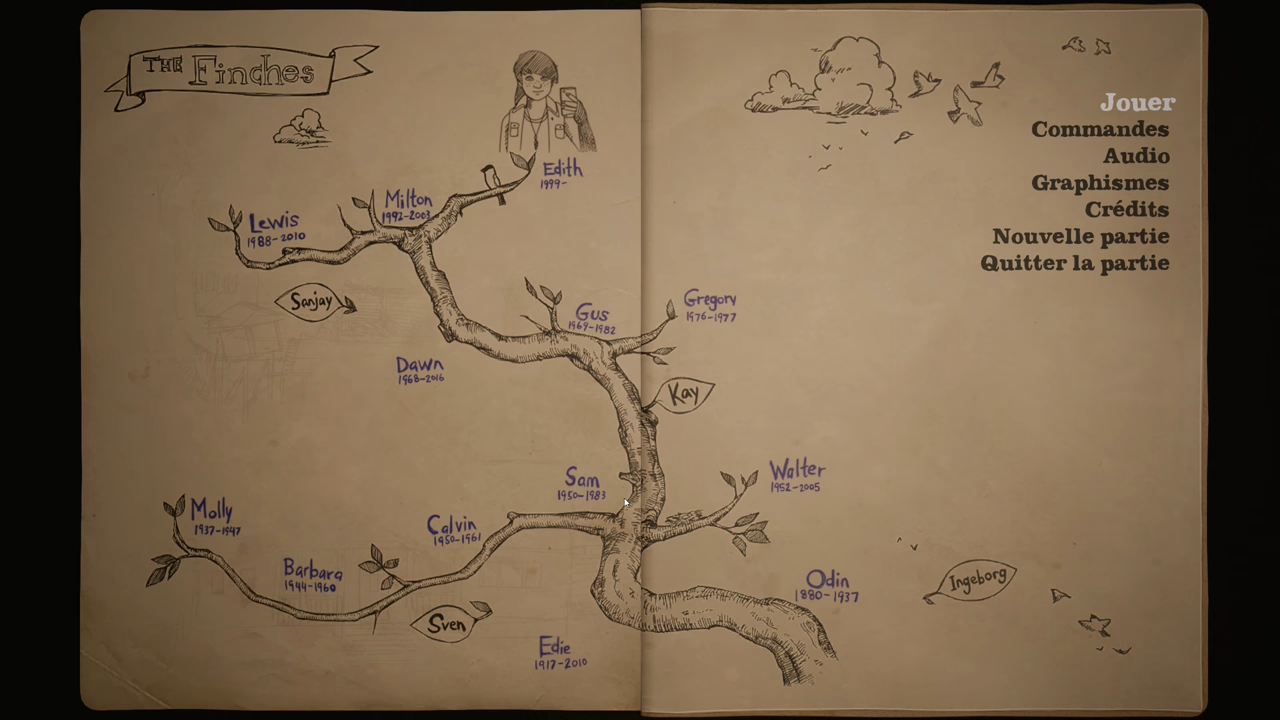 THE Finches
Edith
1999-
Milton
1992-2003
Lewis
1988-2010
Sanjay
Gus
1969-1982
Gregory
1976-1977
Dawn
1968-2016
Kay
Sam
1950-1983
Walter
1952-2005
Molly
1937-1947
Calvin
1950-1961
Barbara
1944-1960
Sven
Odin
1880-1937
Ingeborg
Edie
1917-2010
Jouer
Commandes
Audio
Graphismes
Crédits
Nouvelle partie
Quitter la partie